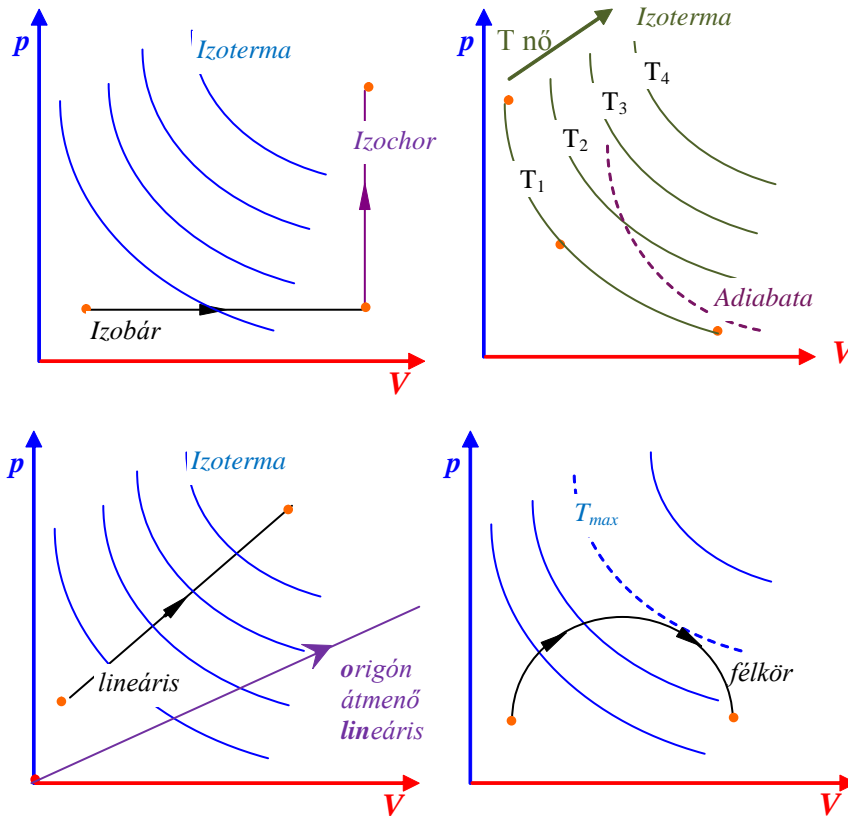 p
Izoterma
Izochor
Izobár
V
p
T nő
Izoterma
T₄
T₃
T₂
T₁
Adiabata
V
p
Izoterma
lineáris
origón
átmenő
lineáris
V
p
Tmax
félkör
V